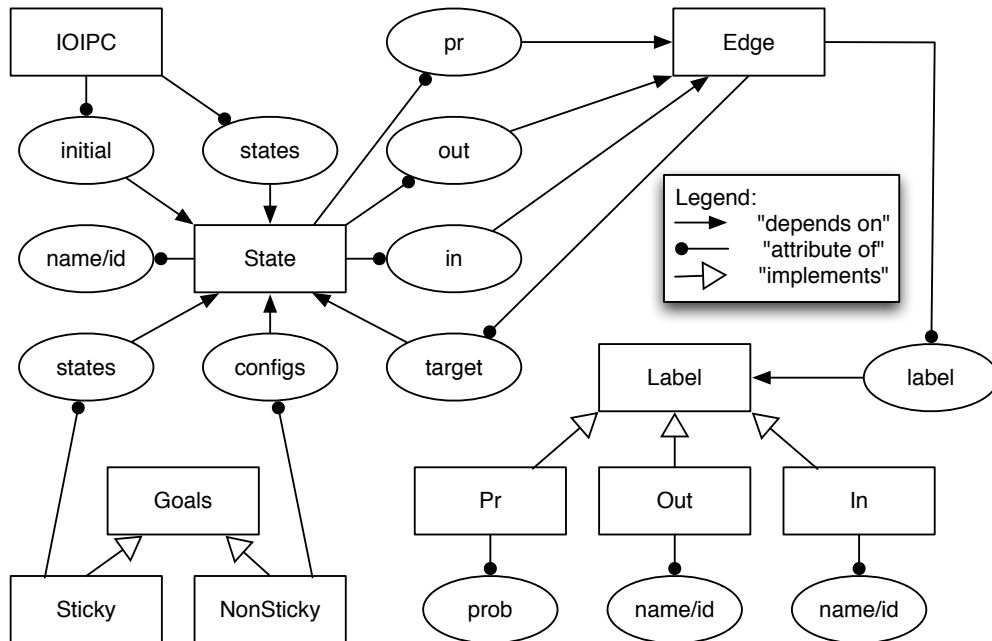 IOIPC
pr
Edge
initial
states
out
Legend:
"depends on"
"attribute of"
"implements"
name/id
State
in
states
configs
target
Label
label
Goals
Pr
Out
In
Sticky
NonSticky
prob
name/id
name/id